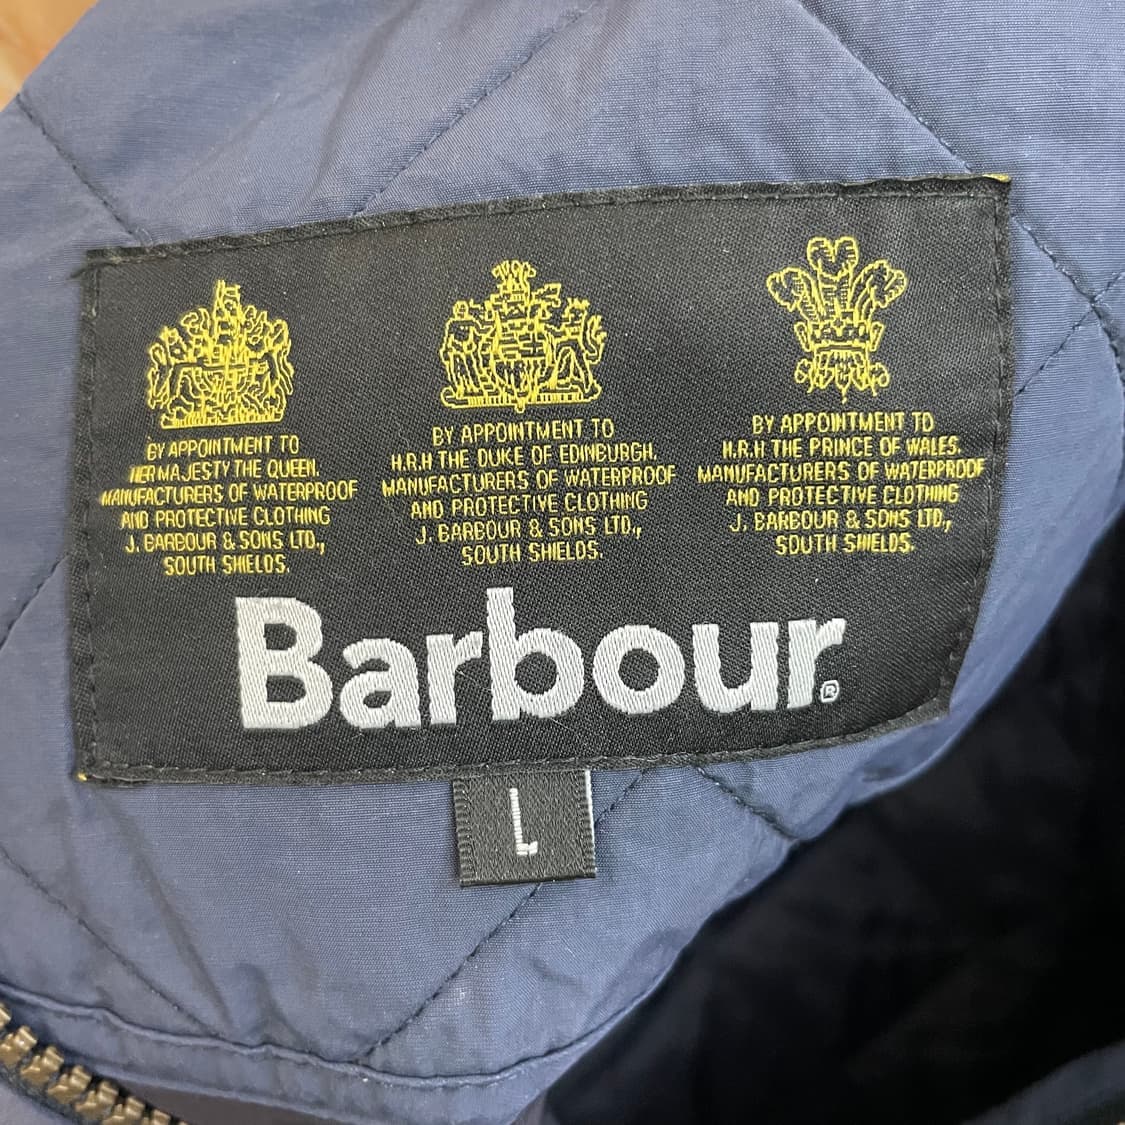 BY APPOINTMENT TO
HER MAJESTY THE QUEEN.
MANUFACTURERS OF WATERPROOF
AND PROTECTIVE CLOTHING
J. BARBOUR & SONS LTD.,
SOUTH SHIELDS.
BY APPOINTMENT TO
H.R.H THE DUKE OF EDINBURGH.
MANUFACTURERS OF WATERPROOF
AND PROTECTIVE CLOTHING
J. BARBOUR & SONS LTD.,
SOUTH SHIELDS.
BY APPOINTMENT TO
H.R.H THE PRINCE OF WALES.
MANUFACTURERS OF WATERPROOF
AND PROTECTIVE CLOTHING
J. BARBOUR & SONS LTD.,
SOUTH SHIELDS.
Barbour®
L